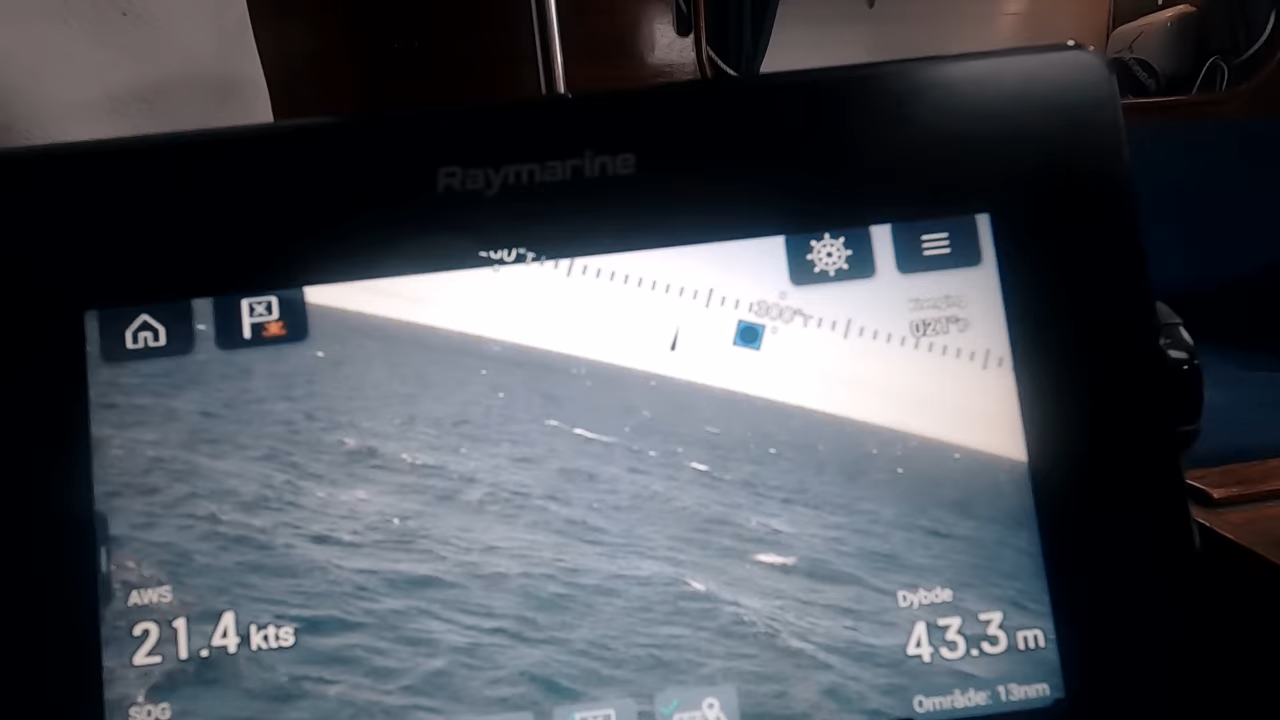 Raymarine
300°T
021°P
AWS
21.4 kts
Dybde
43.3 m
SOG
Område: 13nm